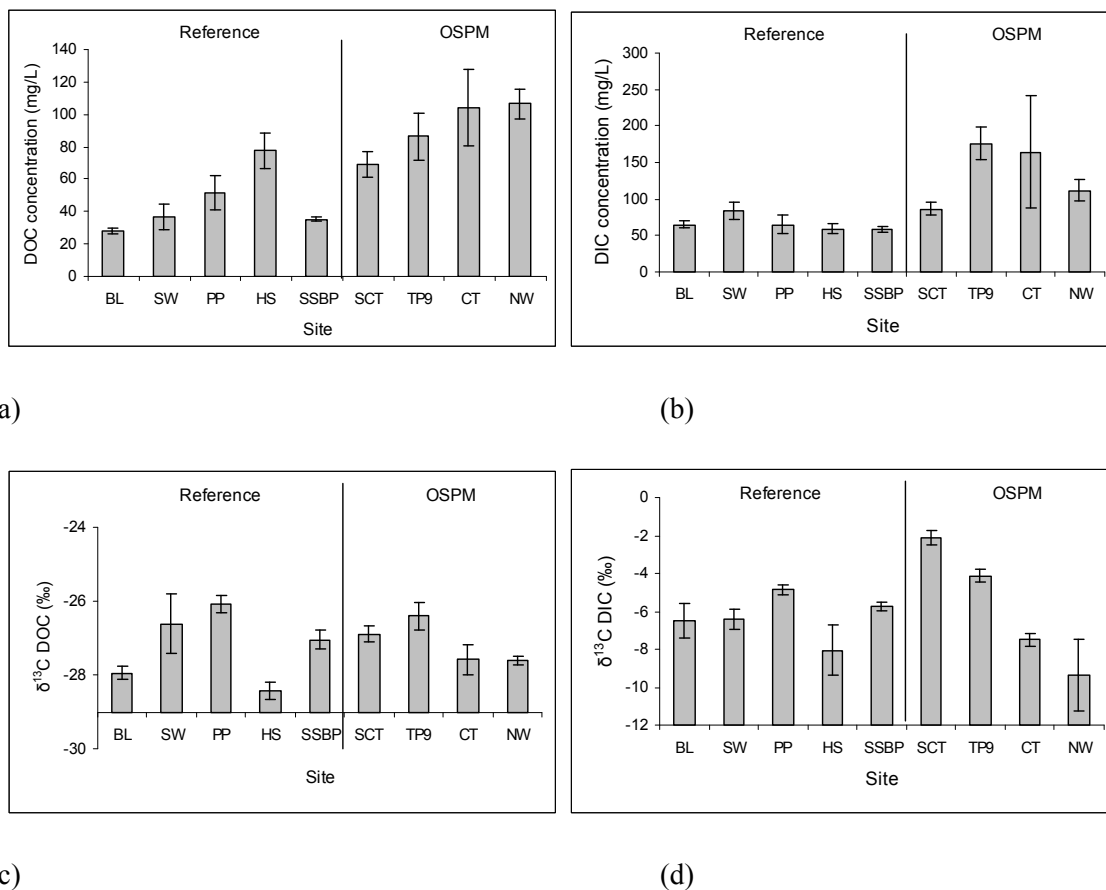 Reference OSPM
DOC concentration (mg/L)
140
120
100
80
60
40
20
0
BL SW PP HS SSBP SCT TP9 CT NW
Site
Reference OSPM
DIC concentration (mg/L)
300
250
200
150
100
50
0
BL SW PP HS SSBP SCT TP9 CT NW
Site
a) (b)
Reference OSPM
δ¹³C DOC (‰)
-24
-26
-28
-30
BL SW PP HS SSBP SCT TP9 CT NW
Site
Reference OSPM
δ¹³C DIC (‰)
0
-2
-4
-6
-8
-10
-12
BL SW PP HS SSBP SCT TP9 CT NW
Site
c) (d)